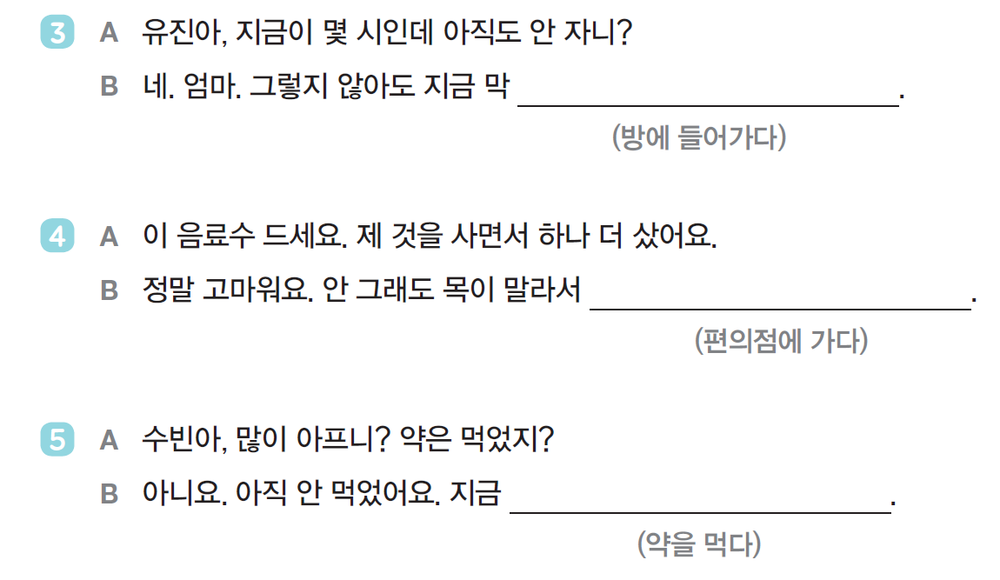 3 A 유진아, 지금이 몇 시인데 아직도 안 자니?
B 네. 엄마. 그렇지 않아도 지금 막 ____________________.
(방에 들어가다)
4 A 이 음료수 드세요. 제 것을 사면서 하나 더 샀어요.
B 정말 고마워요. 안 그래도 목이 말라서 ____________________.
(편의점에 가다)
5 A 수빈아, 많이 아프니? 약은 먹었지?
B 아니요. 아직 안 먹었어요. 지금 ____________________.
(약을 먹다)